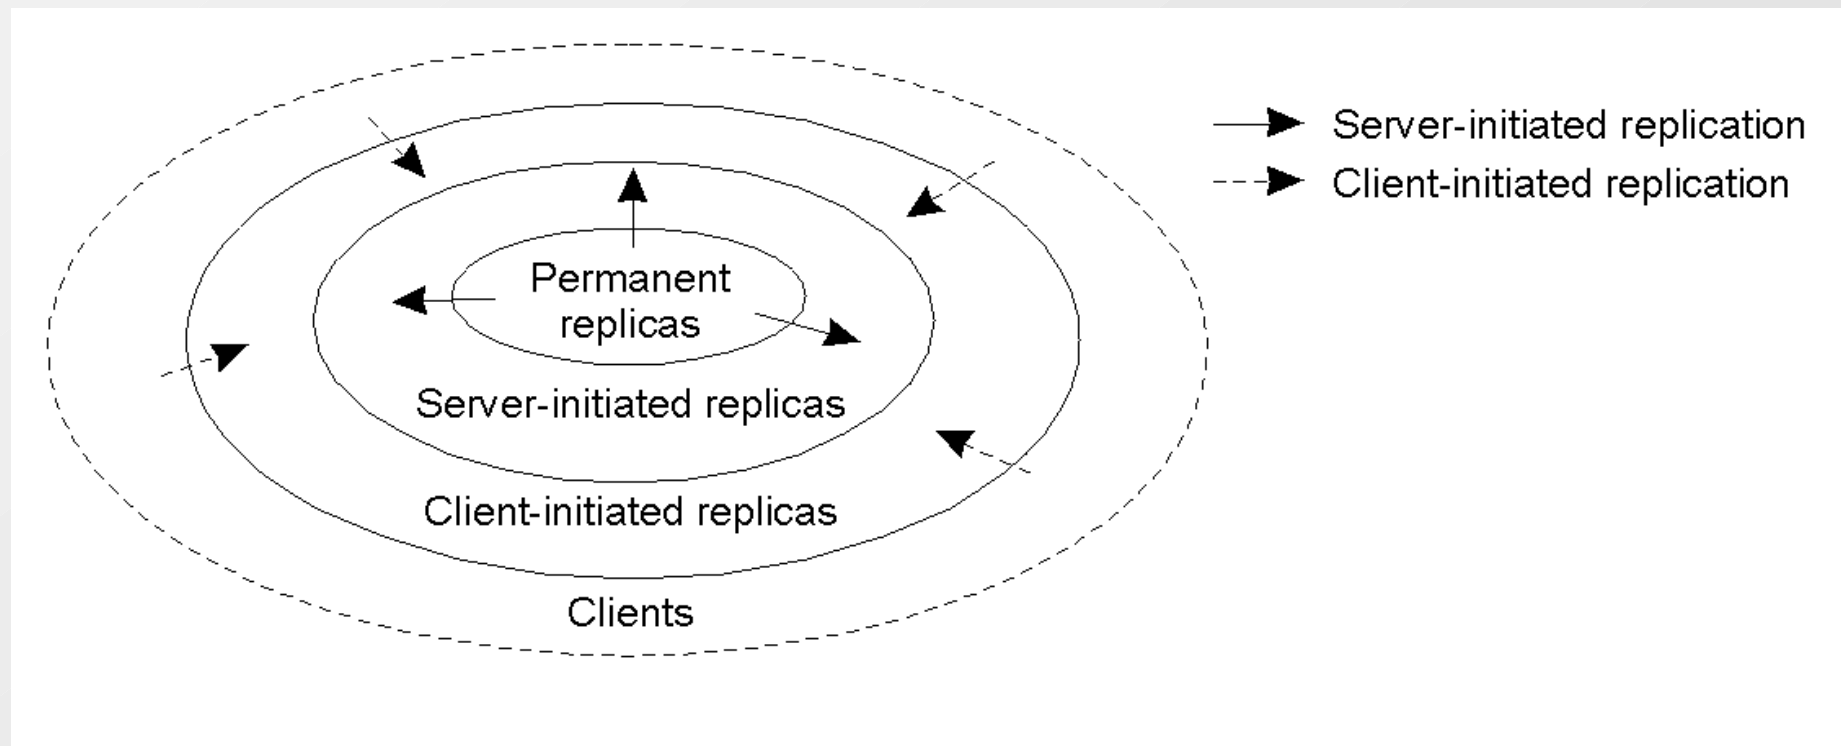 Server-initiated replication
Client-initiated replication
Permanent
replicas
Server-initiated replicas
Client-initiated replicas
Clients